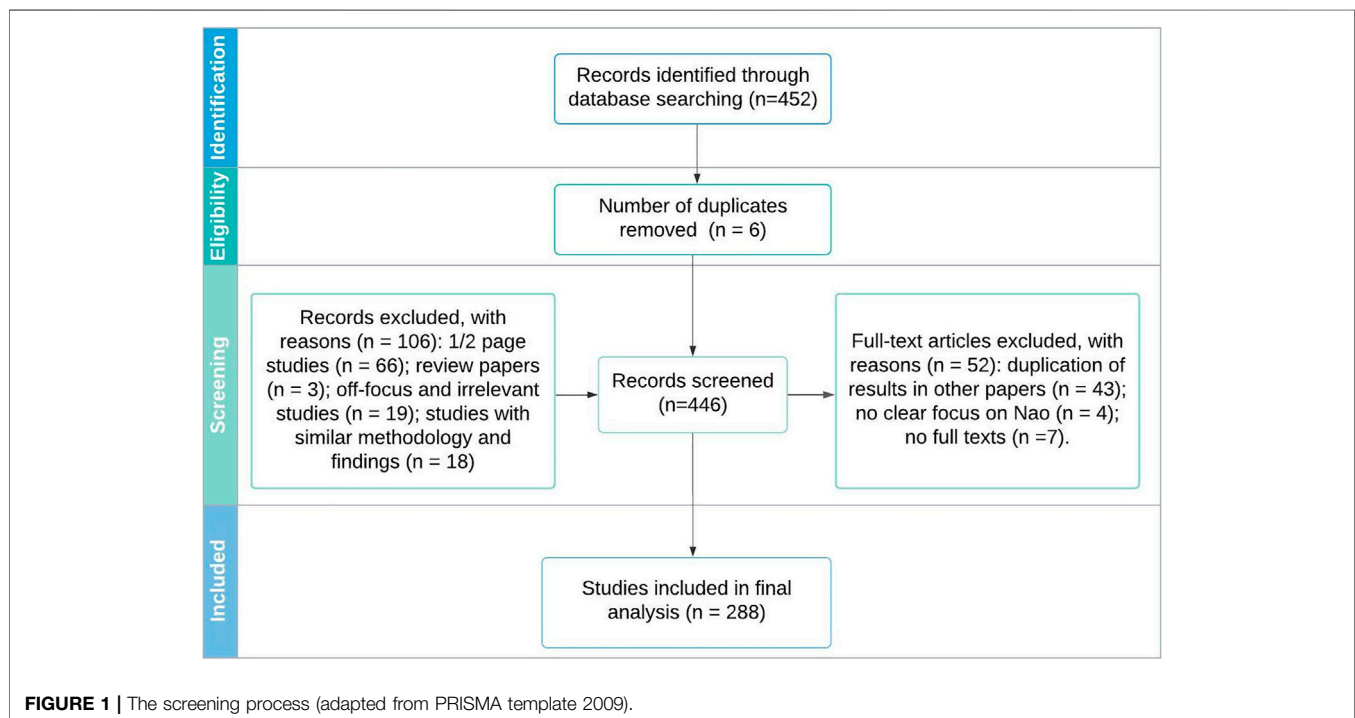 Identification
Records identified through
database searching (n=452)
Eligibility
Number of duplicates
removed (n = 6)
Screening
Records excluded, with
reasons (n = 106): 1/2 page
studies (n = 66); review papers
(n = 3); off-focus and irrelevant
studies (n = 19); studies with
similar methodology and
findings (n = 18)
Records screened
(n=446)
Full-text articles excluded, with
reasons (n = 52): duplication of
results in other papers (n = 43);
no clear focus on Nao (n = 4);
no full texts (n =7).
Included
Studies included in final
analysis (n = 288)
FIGURE 1 | The screening process (adapted from PRISMA template 2009).